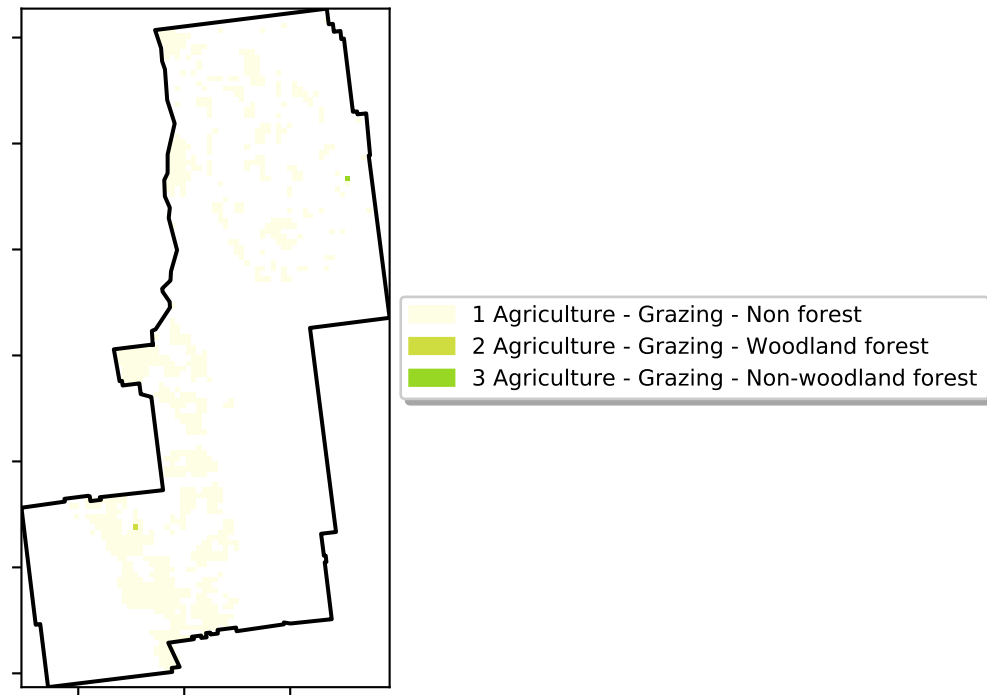 1 Agriculture - Grazing - Non forest
2 Agriculture - Grazing - Woodland forest
3 Agriculture - Grazing - Non-woodland forest